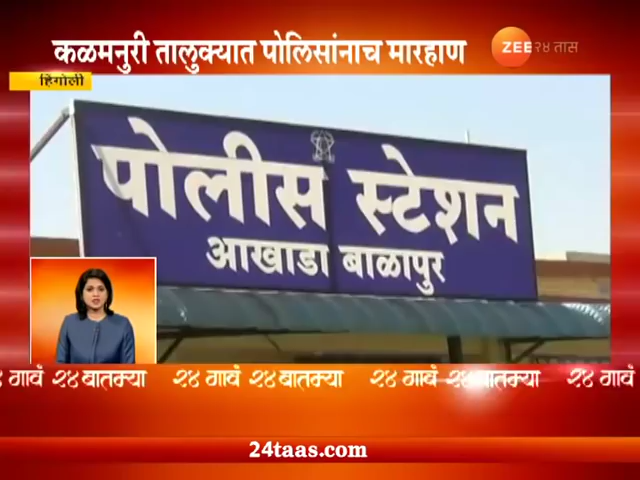 कळमनुरी तालुक्यात पोलिसांनाच मारहाण
ZEE २४ तास
हिंगोली
पोलीस स्टेशन
आखाडा बाळापुर
२४ गावं २४ बातम्या २४ गावं २४ बातम्या २४ गावं २४ बातम्या २४ गावं
24taas.com